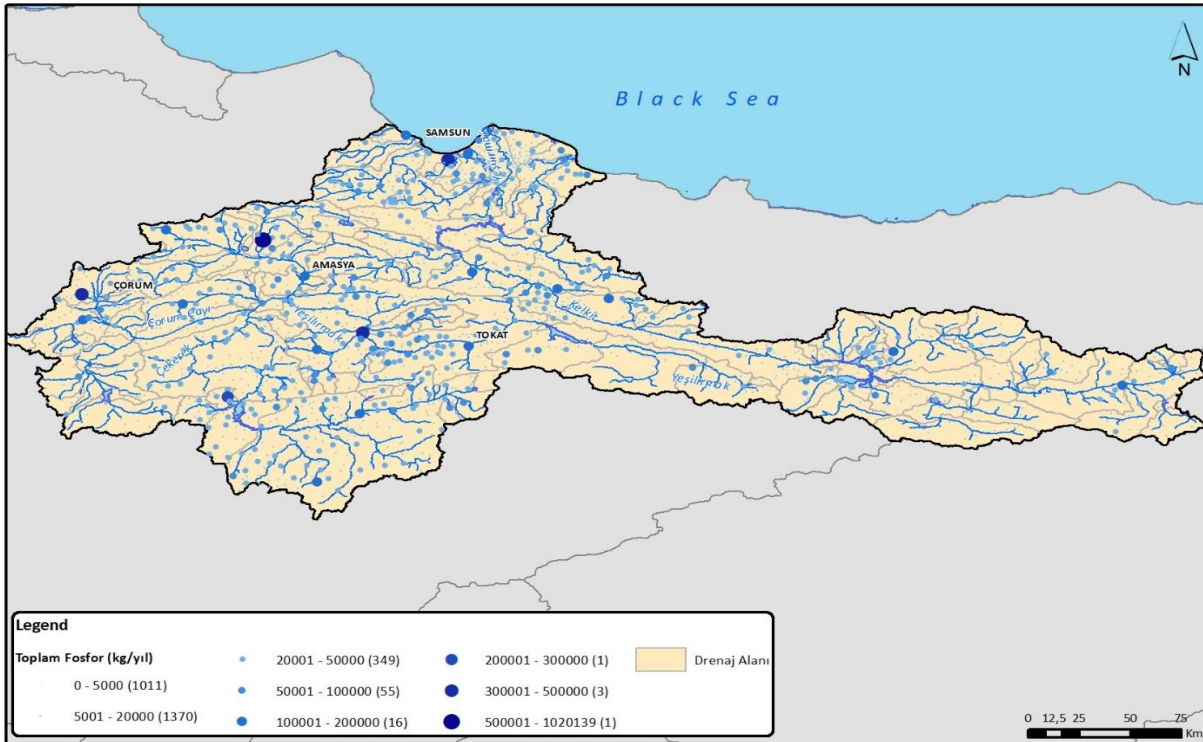 N
Black Sea
SAMSUN
AMASYA
ÇORUM
Çorum Çayı
Yeşilırmak
Çekerek
TOKAT
Kelkit
Yeşilırmak
Legend
Toplam Fosfor (kg/yıl)
0 - 5000 (1011)
5001 - 20000 (1370)
20001 - 50000 (349)
50001 - 100000 (55)
100001 - 200000 (16)
200001 - 300000 (1)
300001 - 500000 (3)
500001 - 1020139 (1)
Drenaj Alanı
0 12,5 25 50 75
Km